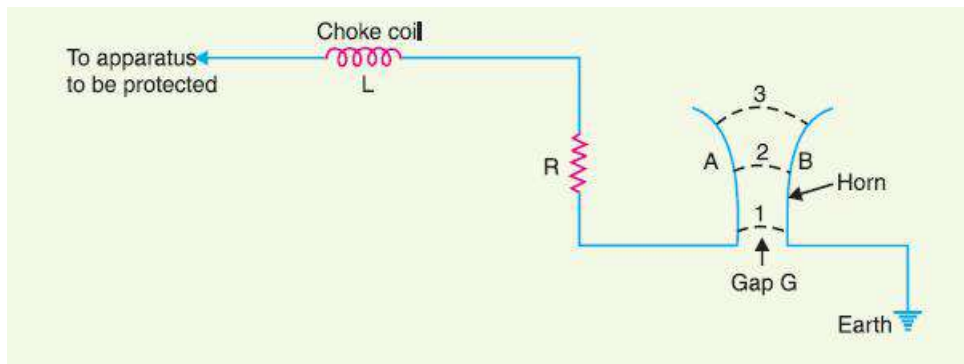 Choke coil
To apparatus
to be protected
L
R
3
A
2
B
Horn
1
Gap G
Earth